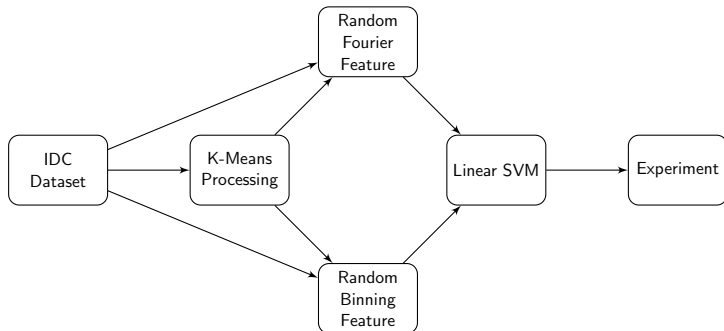 Random
Fourier
Feature
IDC
Dataset
K-Means
Processing
Linear SVM
Experiment
Random
Binning
Feature